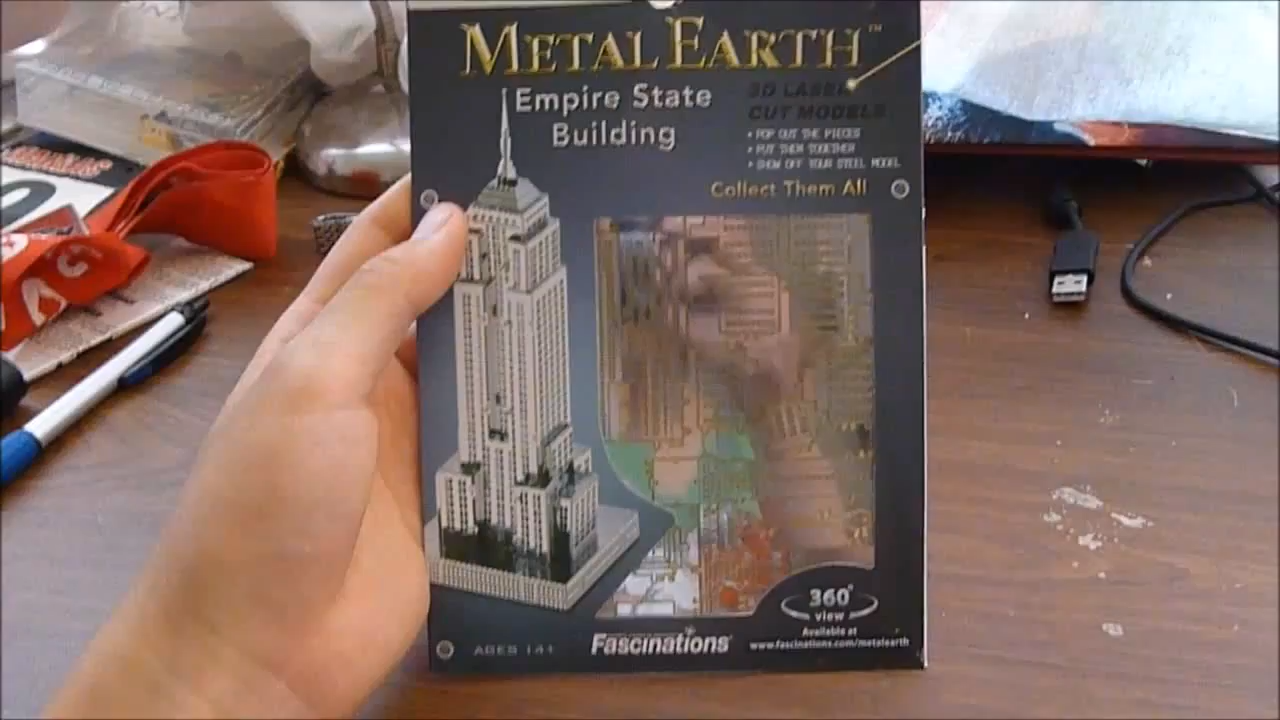 METAL EARTH™
Empire State
Building
3D LASER
CUT MODELS
• POP OUT THE PIECES
• PUT THEM TOGETHER
• SHOW OFF YOUR STEEL MODEL
Collect Them All
360°
view
Available at
www.fascinations.com/metalearth
Fascinations
AGES 14+